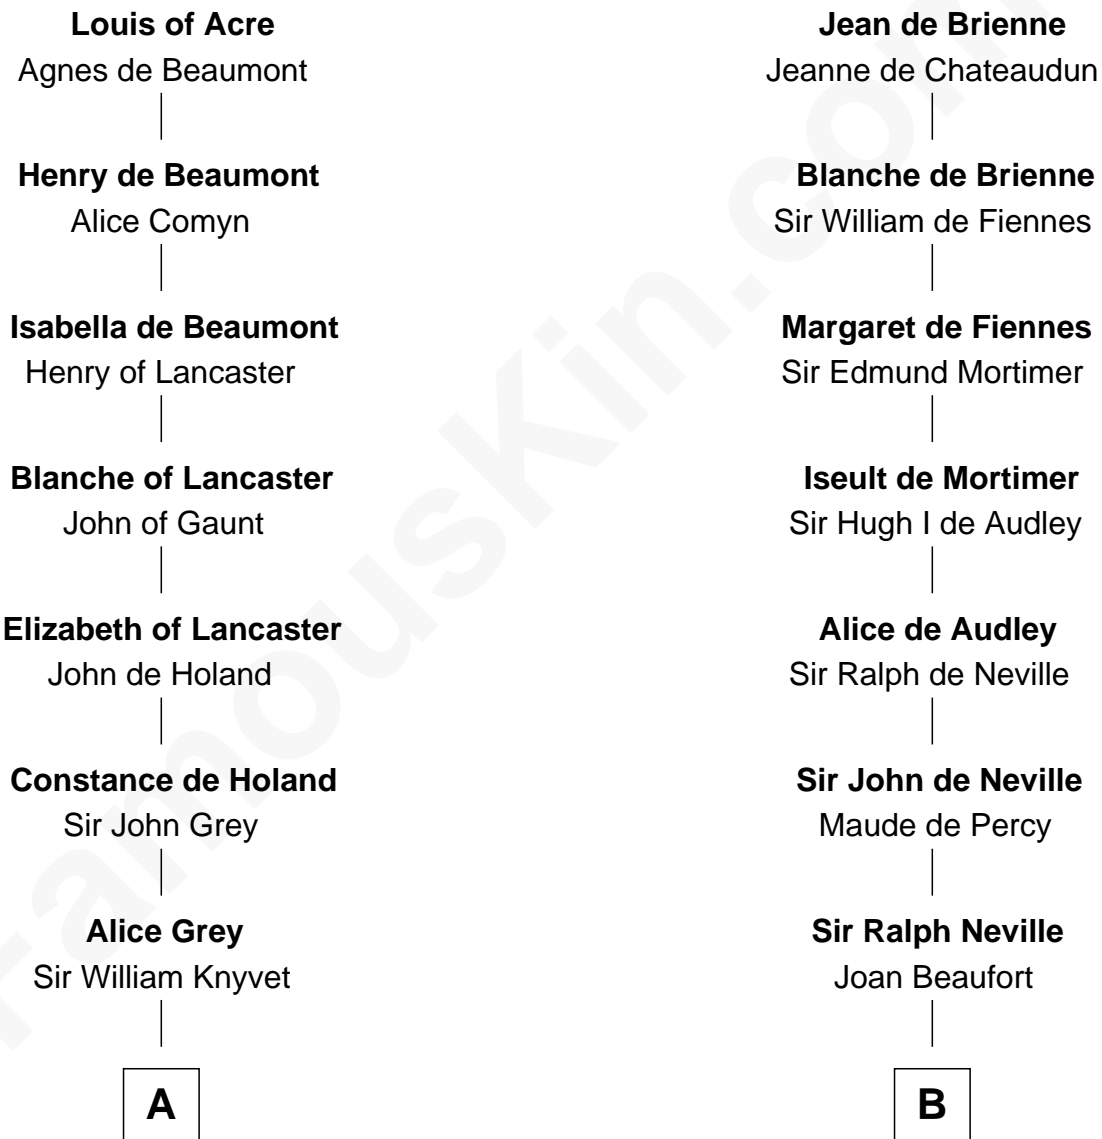 Louis of Acre
Agnes de Beaumont
Henry de Beaumont
Alice Comyn
Isabella de Beaumont
Henry of Lancaster
Blanche of Lancaster
John of Gaunt
Elizabeth of Lancaster
John de Holand
Constance de Holand
Sir John Grey
Alice Grey
Sir William Knyvet
A
Jean de Brienne
Jeanne de Chateaudun
Blanche de Brienne
Sir William de Fiennes
Margaret de Fiennes
Sir Edmund Mortimer
Iseult de Mortimer
Sir Hugh I de Audley
Alice de Audley
Sir Ralph de Neville
Sir John de Neville
Maude de Percy
Sir Ralph Neville
Joan Beaufort
B
FamousKin.com